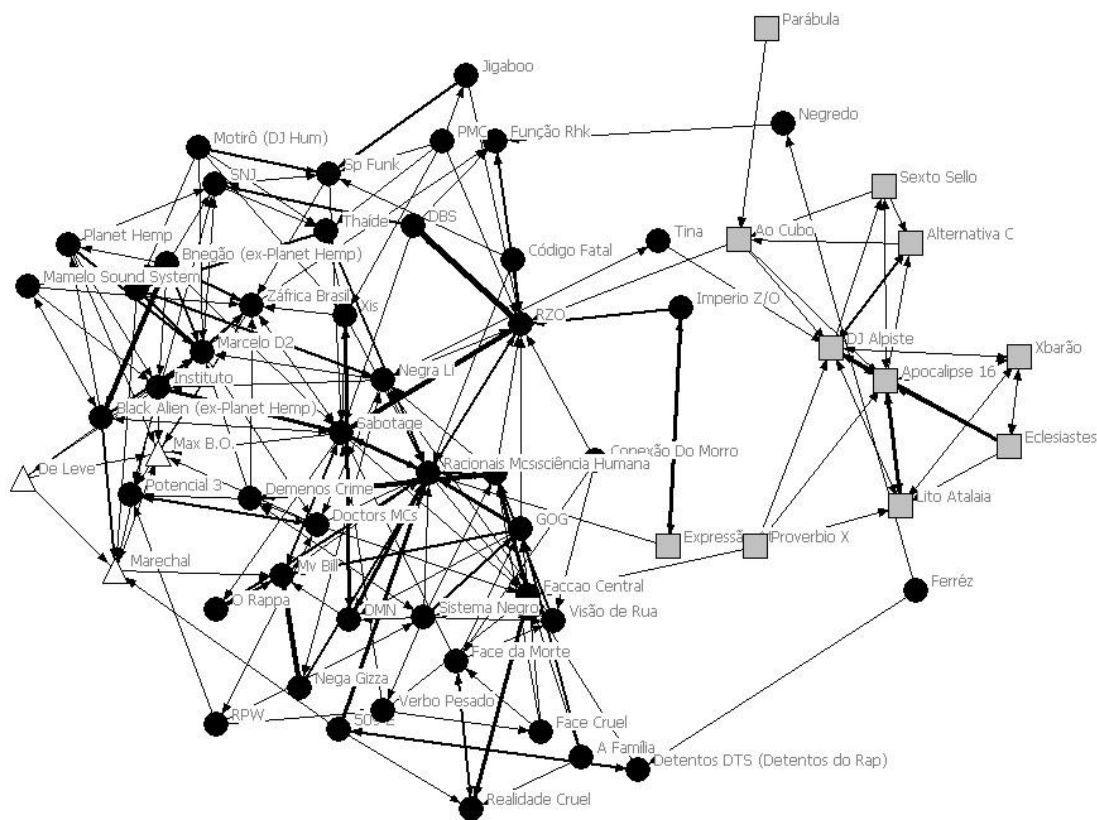 Parábula
Jigaboo
Negredo
PMC
Função Rhk
Motirô (DJ Hum)
Sp Funk
SNJ
Sexto Sello
Thaíde
DBS
Ao Cubo
Alternativa C
Planet Hemp
Tina
Bnegão (ex-Planet Hemp)
Código Fatal
Mamelo Sound System
Záfrica Brasil
Xis
Imperio Z/O
RZO
DJ Alpiste
Xbarão
Marcelo D2
Apocalipse 16
Negra Li
Instituto
Black Alien (ex-Planet Hemp)
Sabotage
Max B.O.
Eclesiastes
Conexão Do Morro
De Leve
Racionais Mcs
sciência Humana
Potencial 3
Demenos Crime
Lito Atalaia
Doctors MCs
GOG
Expressão
Proverbio X
Marechal
Mv Bill
Faccao Central
Ferréz
O Rappa
DMN
Sistema Negro
Visão de Rua
Face da Morte
Nega Gizza
Verbo Pesado
RPW
Face Cruel
A Família
Detentos DTS (Detentos do Rap)
Realidade Cruel